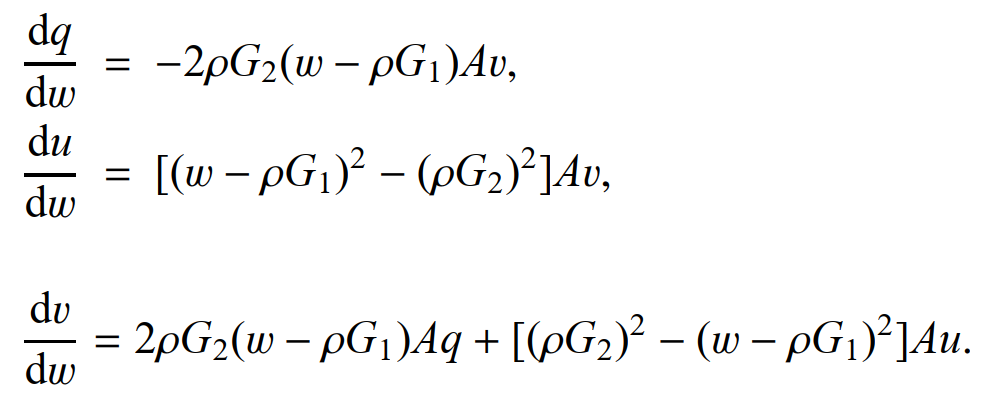 dq/dw = −2ρG₂(w − ρG₁)Av,
du/dw = [(w − ρG₁)² − (ρG₂)²]Av,
dv/dw = 2ρG₂(w − ρG₁)Aq + [(ρG₂)² − (w − ρG₁)²]Au.